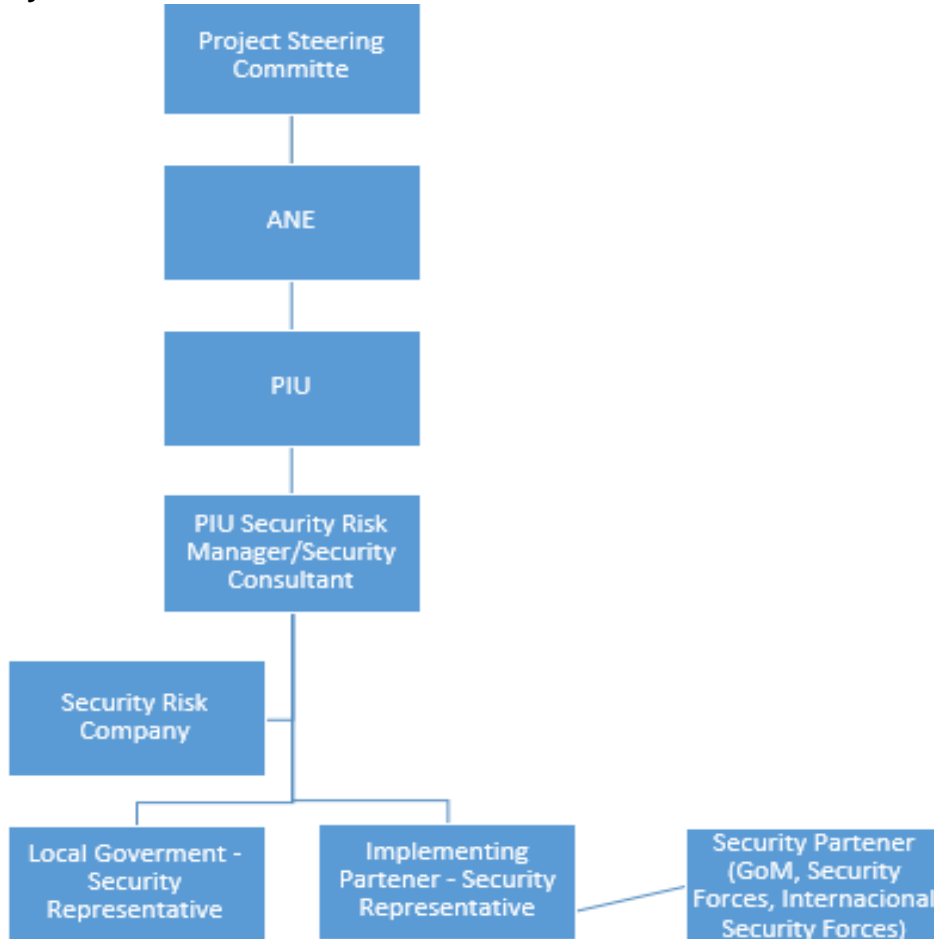 Project Steering
Committe
ANE
PIU
PIU Security Risk
Manager/Security
Consultant
Security Risk
Company
Local Goverment -
Security
Representative
Implementing
Partener - Security
Representative
Security Partener
(GoM, Security
Forces, Internacional
Security Forces)